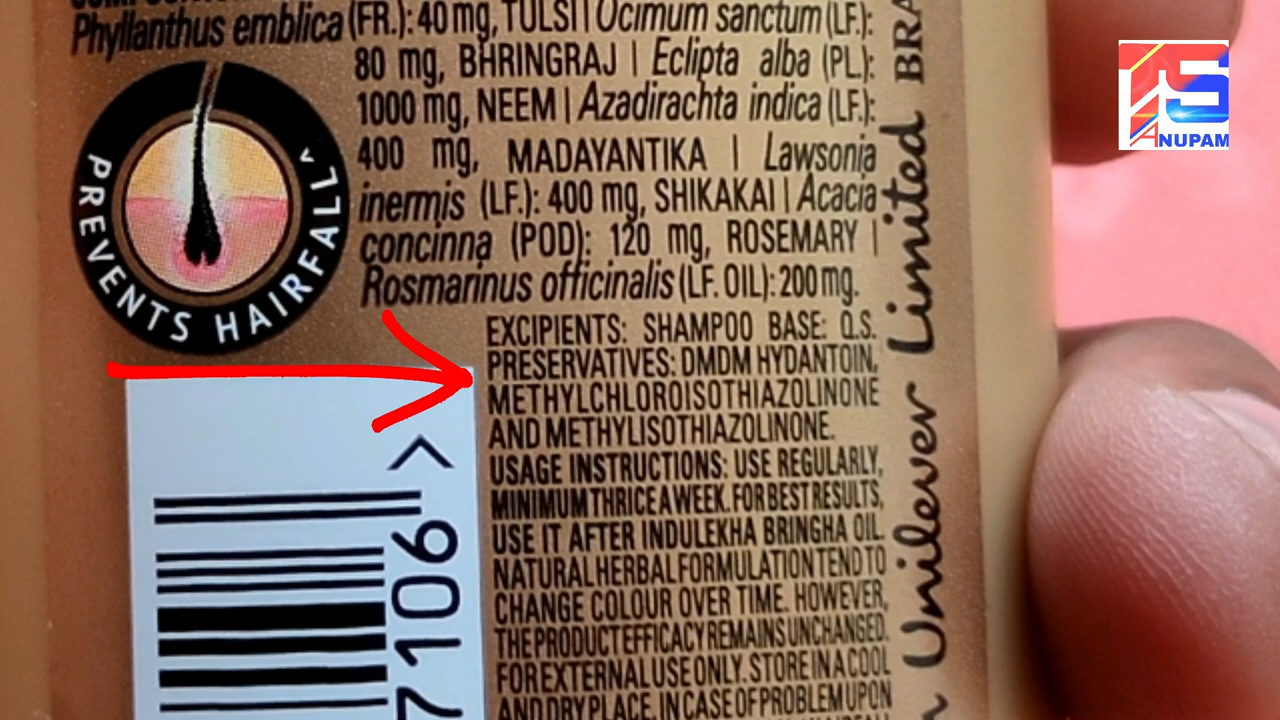 Phyllanthus emblica (FR.): 40 mg, TULSI | Ocimum sanctum (LF.):
80 mg, BHRINGRAJ | Eclipta alba (PL.):
1000 mg, NEEM | Azadirachta indica (LF.):
400 mg, MADAYANTIKA | Lawsonia
inermis (LF.): 400 mg, SHIKAKAI | Acacia
concinna (POD): 120 mg, ROSEMARY |
Rosmarinus officinalis (LF. OIL): 200 mg.
PREVENTS HAIRFALL^
EXCIPIENTS: SHAMPOO BASE: Q.S.
PRESERVATIVES: DMDM HYDANTOIN,
METHYLCHLOROISOTHIAZOLINONE
AND METHYLISOTHIAZOLINONE.
USAGE INSTRUCTIONS: USE REGULARLY,
MINIMUM THRICE A WEEK. FOR BEST RESULTS,
USE IT AFTER INDULEKHA BRINGHA OIL.
NATURAL HERBAL FORMULATION TEND TO
CHANGE COLOUR OVER TIME. HOWEVER,
THE PRODUCT EFFICACY REMAINS UNCHANGED.
FOR EXTERNAL USE ONLY. STORE IN A COOL
AND DRY PLACE. IN CASE OF PROBLEM UPON
7106 >
Unilever Limited
ANUPAM